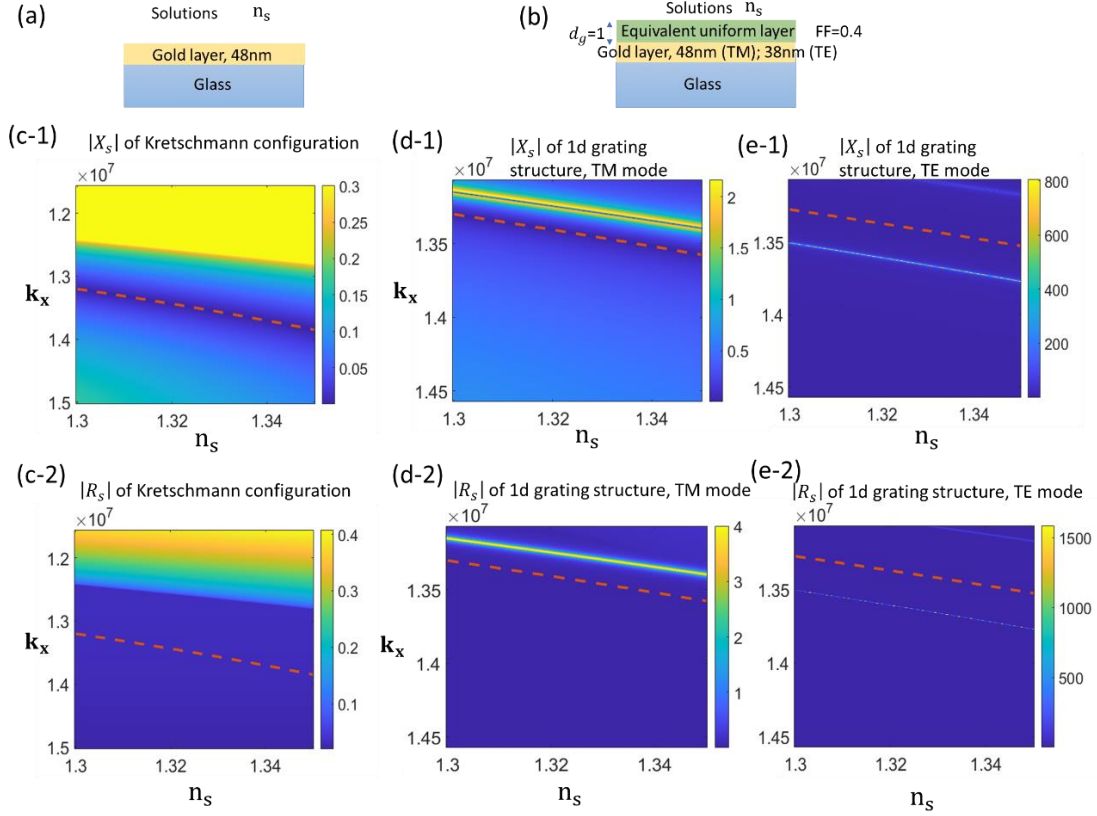 (a)
Solutions n_s
Gold layer, 48nm
Glass
(b)
Solutions n_s
d_g=1
Equivalent uniform layer
FF=0.4
Gold layer, 48nm (TM); 38nm (TE)
Glass
(c-1)
|X_s| of Kretschmann configuration
×10^7
1.2
1.3
1.4
1.5
k_x
1.3
1.32
1.34
n_s
0.3
0.25
0.20
0.15
0.10
0.05
(d-1)
|X_s| of 1d grating
structure, TM mode
×10^7
1.35
1.4
1.45
k_x
1.3
1.32
1.34
n_s
2
1.5
1
0.5
(e-1)
|X_s| of 1d grating
structure, TE mode
×10^7
1.35
1.4
1.45
1.3
1.32
1.34
n_s
800
600
400
200
(c-2)
|R_s| of Kretschmann configuration
×10^7
1.2
1.3
1.4
1.5
k_x
1.3
1.32
1.34
n_s
0.4
0.3
0.2
0.1
(d-2)
|R_s| of 1d grating structure, TM mode
×10^7
1.35
1.4
1.45
k_x
1.3
1.32
1.34
n_s
4
3
2
1
(e-2)
|R_s| of 1d grating structure, TE mode
×10^7
1.35
1.4
1.45
1.3
1.32
1.34
n_s
1500
1000
500